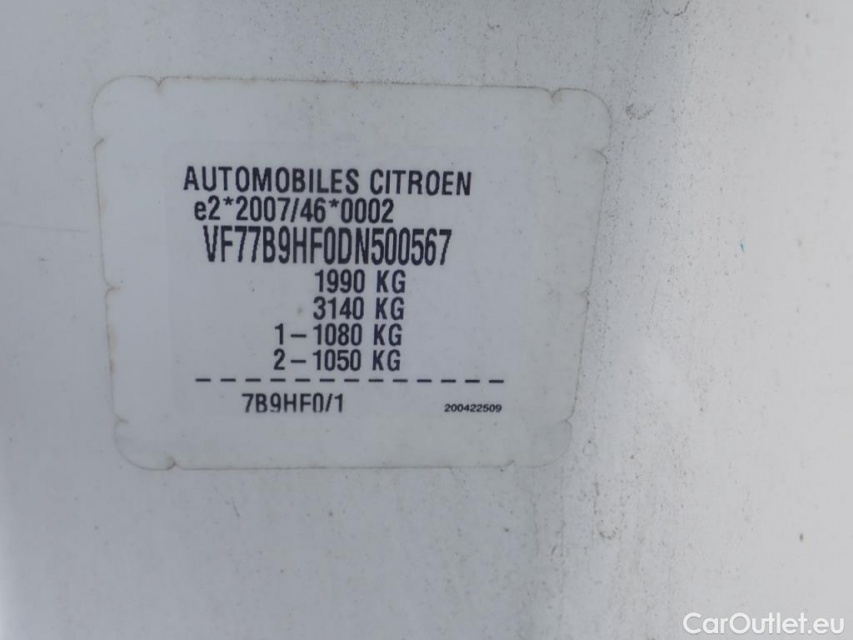 AUTOMOBILES CITROEN
e2*2007/46*0002
VF77B9HF0DN500567
1990 KG
3140 KG
1-1080 KG
2-1050 KG
7B9HF0/1
200422509
CarOutlet.eu